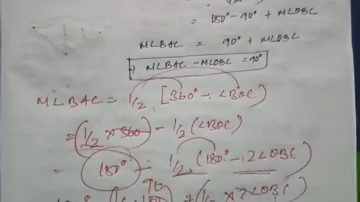 = 180° - 90° + m∠OBC
m∠BAC = 90° + m∠OBC
m∠BAC - m∠OBC = 90°
m∠BAC = 1/2 [360° - ∠BOC]
= (1/2 × 360) - 1/2 (∠BOC)
= 180° - 1/2 (180° - 2∠OBC)